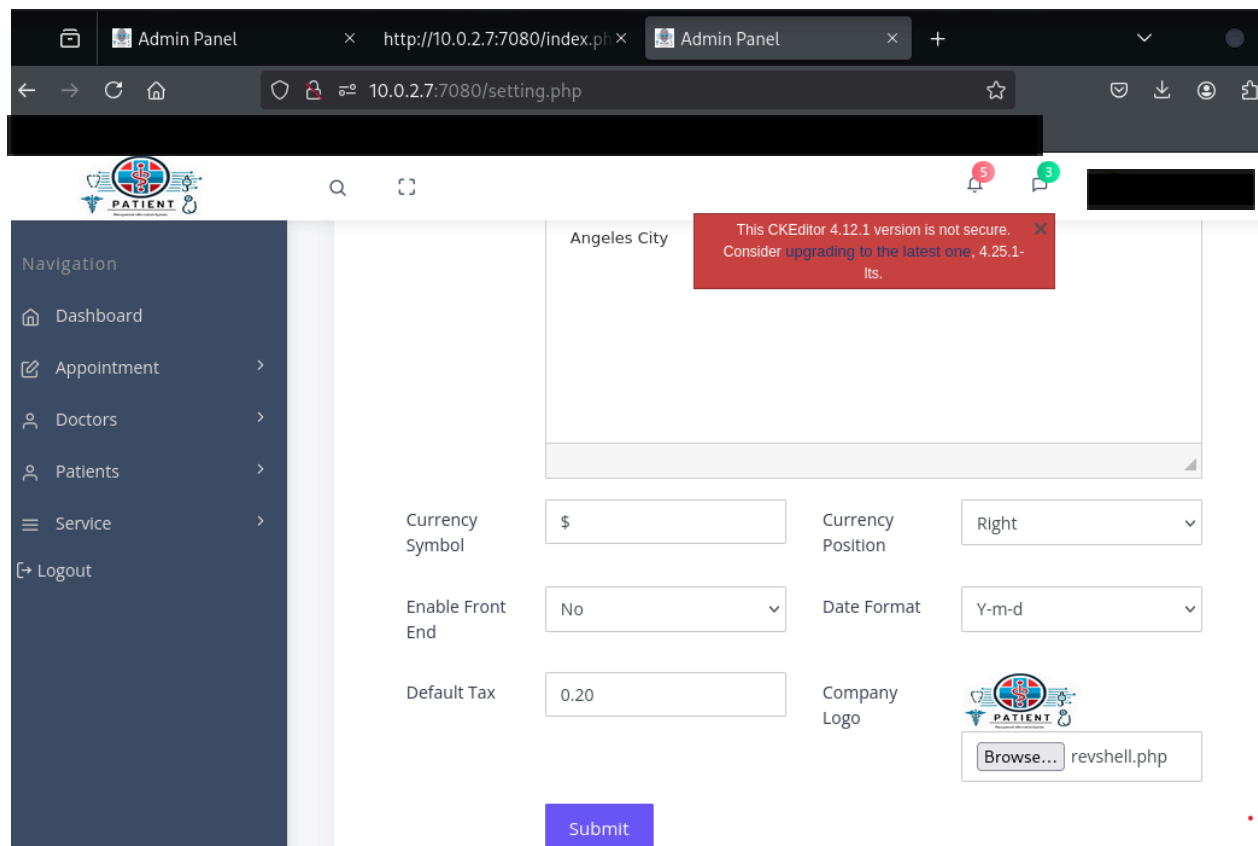 Admin Panel
http://10.0.2.7:7080/index.ph
Admin Panel
10.0.2.7:7080/setting.php
PATIENT
5
3
Navigation
Dashboard
Appointment
Doctors
Patients
Service
Logout
Angeles City
This CKEditor 4.12.1 version is not secure.
Consider upgrading to the latest one, 4.25.1-
lts.
Currency
Symbol
$
Currency
Position
Right
Enable Front
End
No
Date Format
Y-m-d
Default Tax
0.20
Company
Logo
PATIENT
Browse... revshell.php
Submit